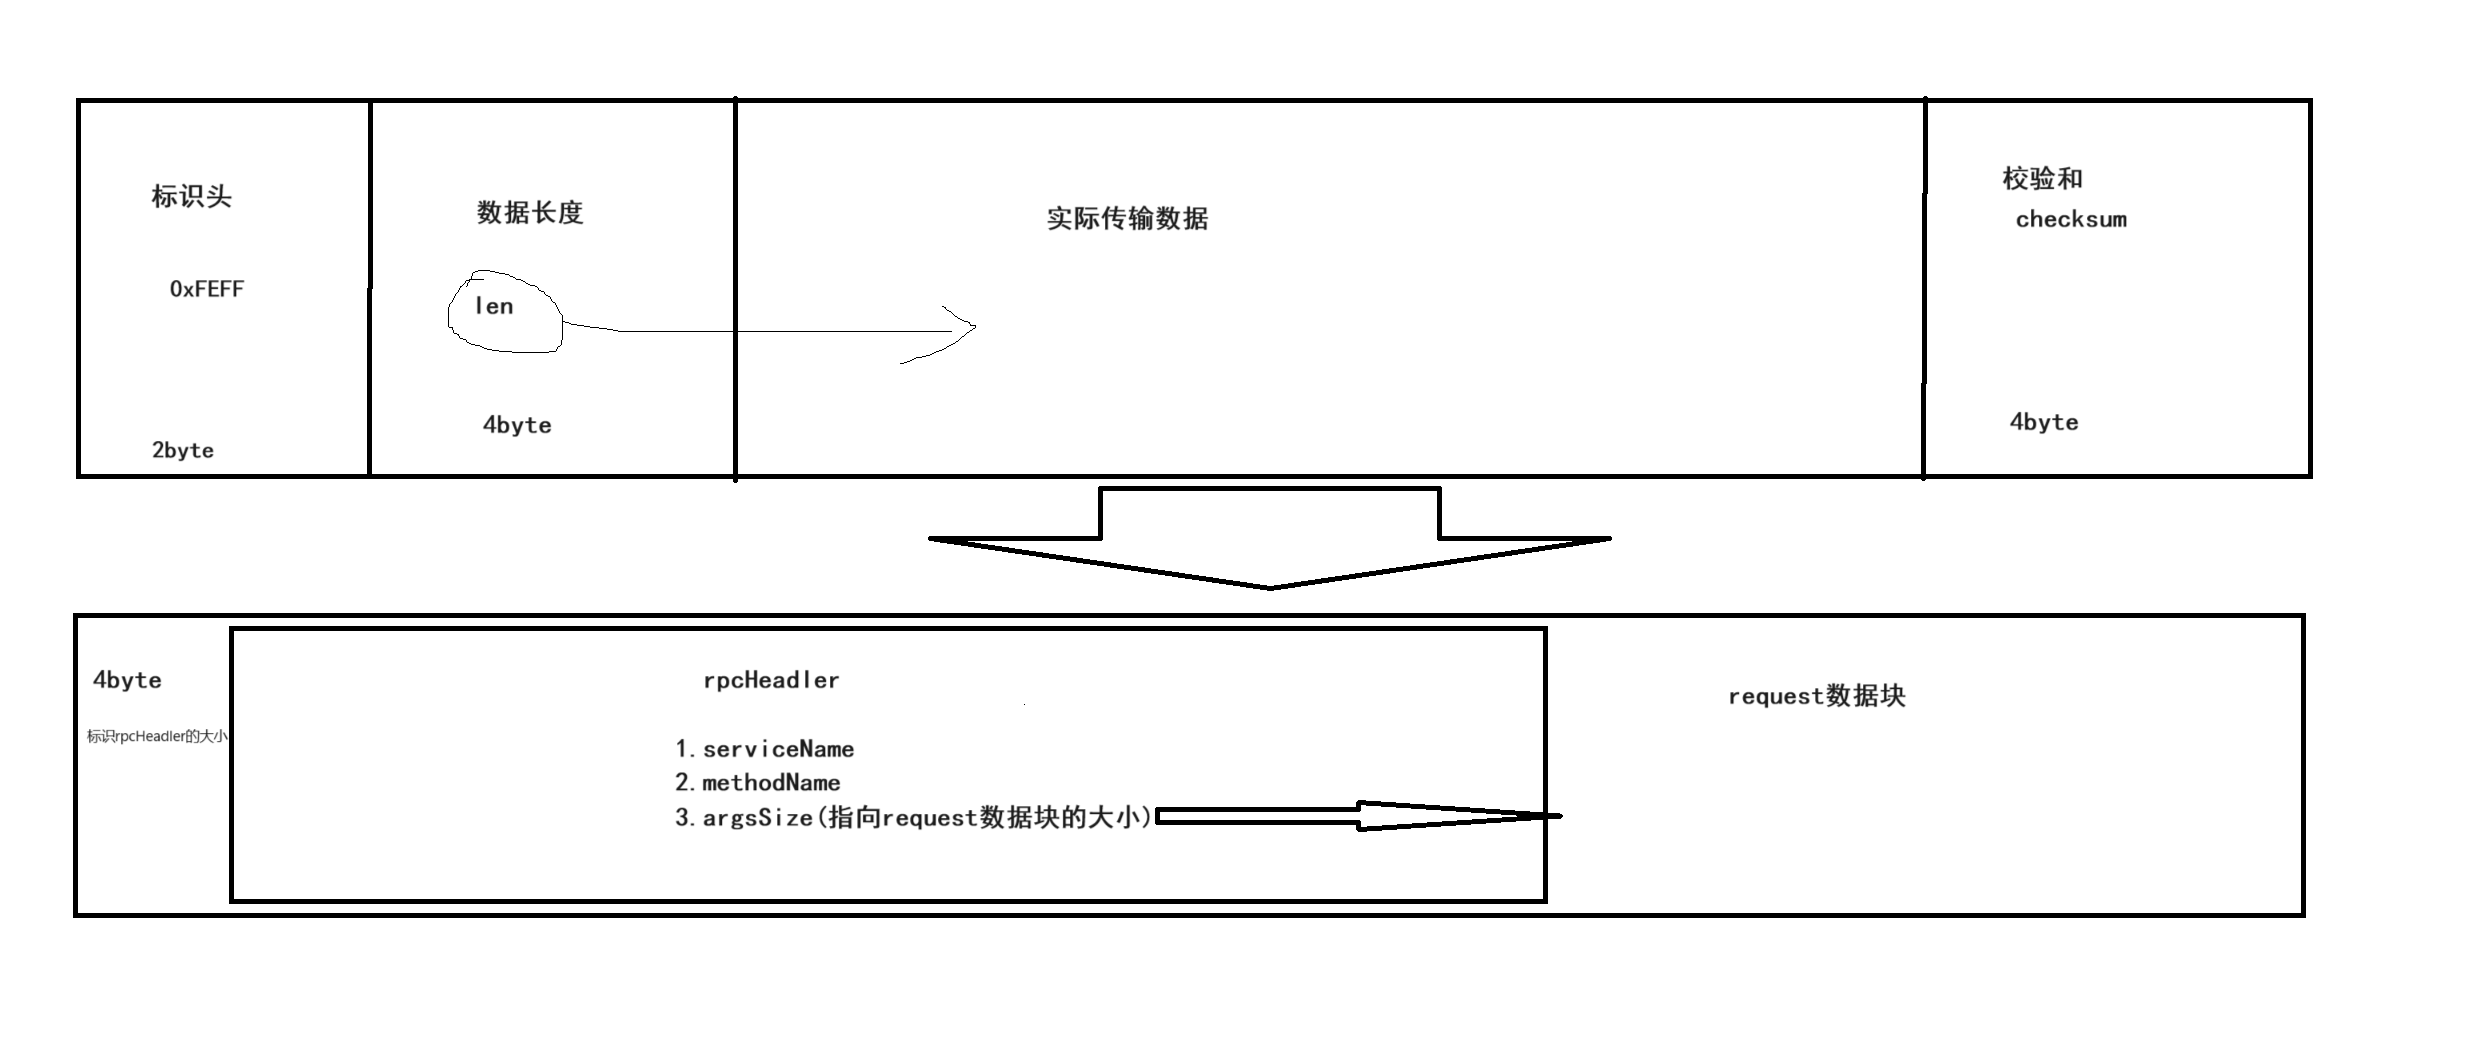 标识头
0xFEFF
2byte
数据长度
len
4byte
实际传输数据
校验和
checksum
4byte
4byte
标识rpcHeadler的大小
rpcHeadler
1.serviceName
2.methodName
3.argsSize(指向request数据块的大小)
request数据块